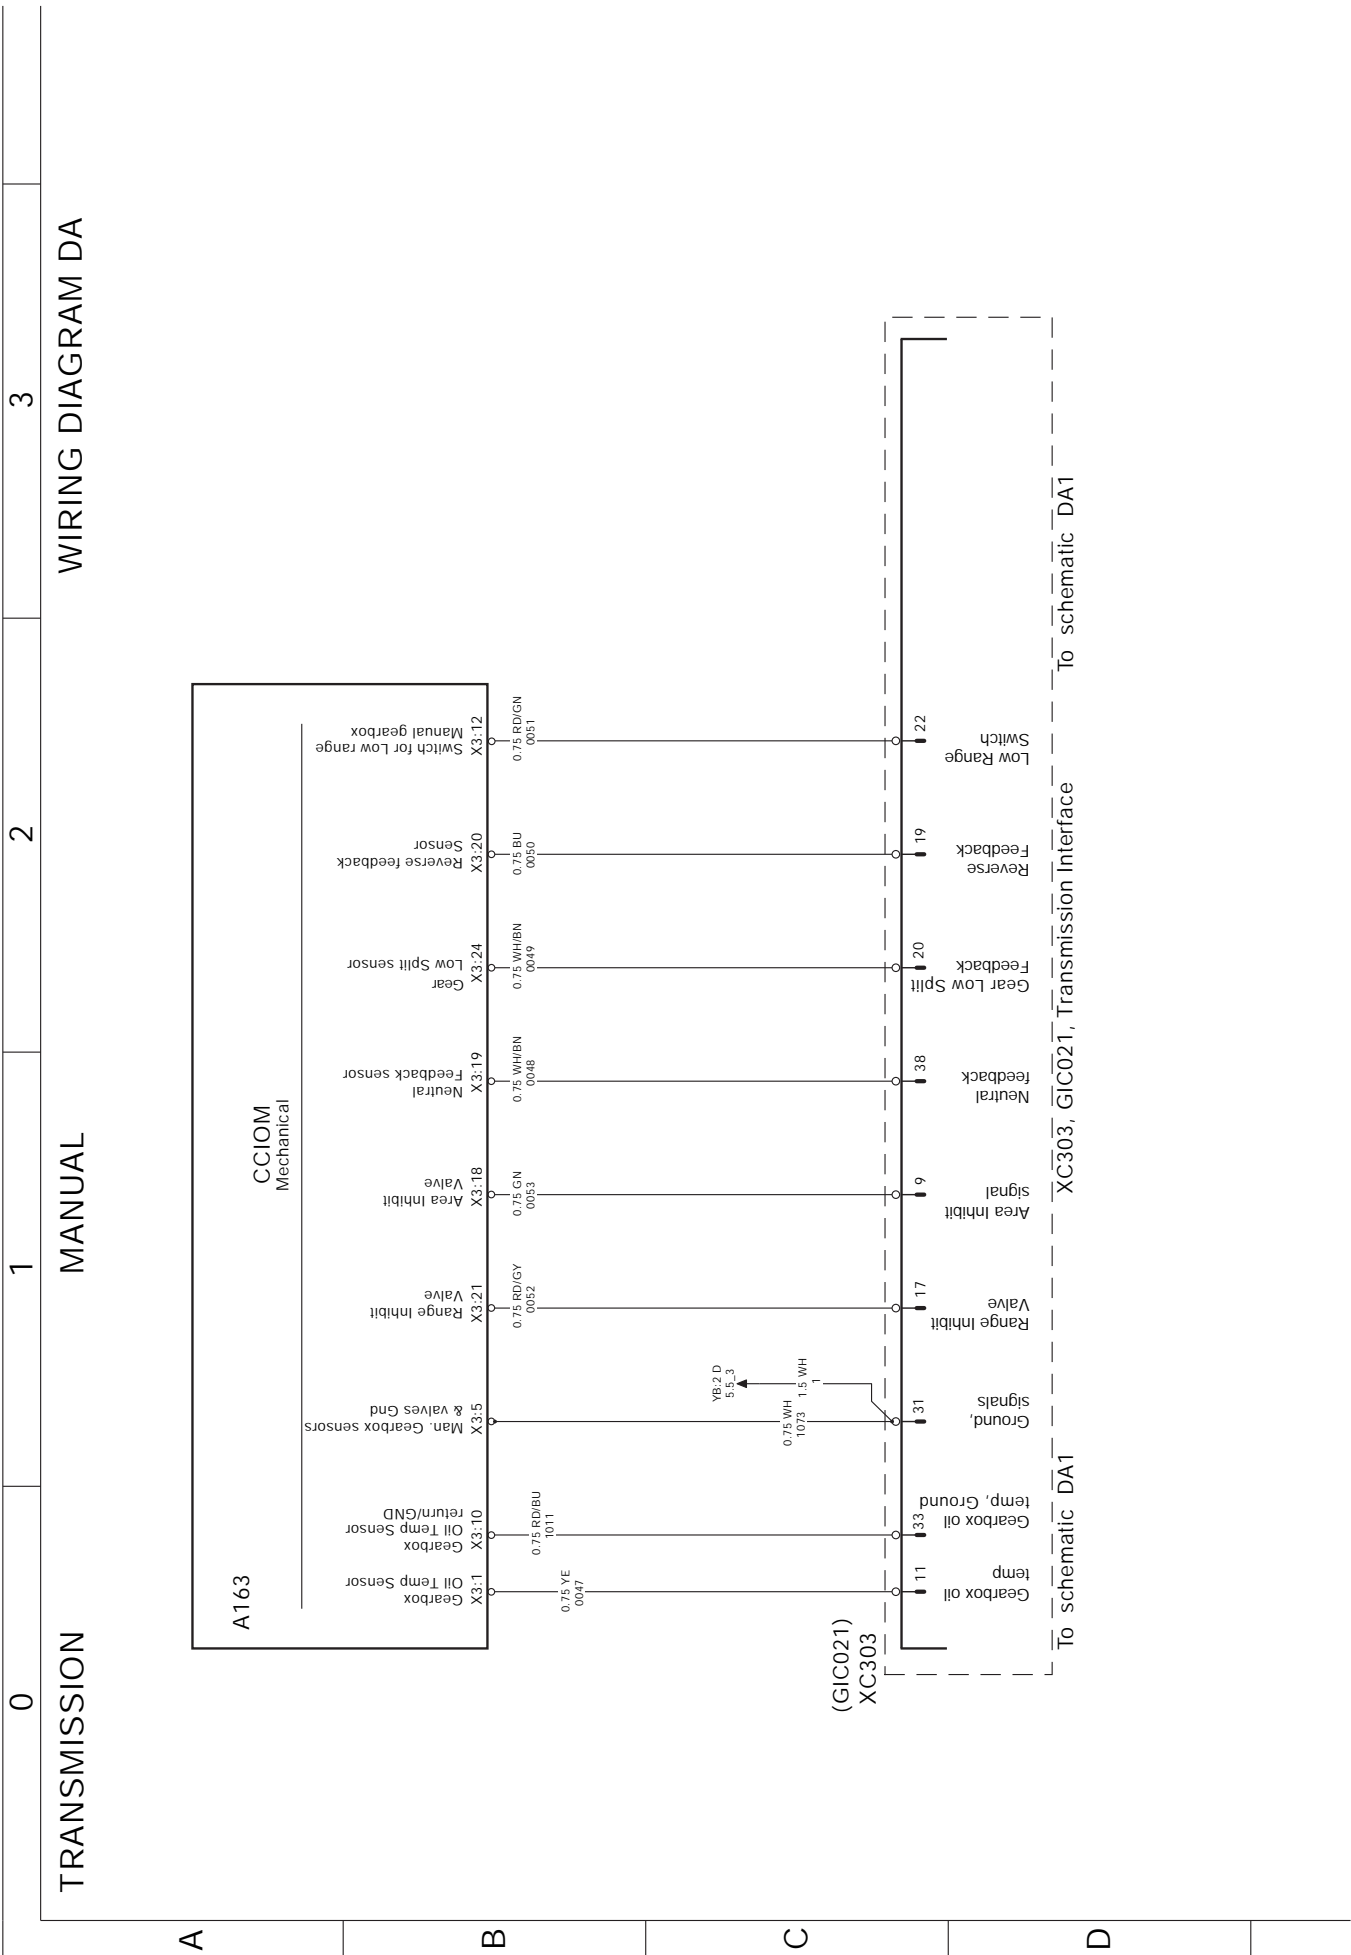 0
1
2
3
TRANSMISSION
MANUAL
WIRING DIAGRAM DA
A
B
C
D
A163
CCIOM
Mechanical
Gearbox
Oil Temp Sensor
X3:1
Gearbox
Oil Temp Sensor
return/GND
X3:10
Man. Gearbox sensors
& valves Gnd
X3:5
Range Inhibit
Valve
X3:21
Area Inhibit
Valve
X3:18
Neutral
Feedback sensor
X3:19
Gear
Low Split sensor
X3:24
Reverse feedback
Sensor
X3:20
Switch for Low range
Manual gearbox
X3:12
0.75 YE
0047
0.75 RD/BU
1011
0.75 WH
1073
YB:2 D
5.5_3
1.5 WH
1
0.75 RD/GY
0052
0.75 GN
0053
0.75 WH/BN
0048
0.75 WH/BN
0049
0.75 BU
0050
0.75 RD/GN
0051
(GIC021)
XC303
11
33
31
17
9
38
20
19
22
Gearbox oil
temp
Gearbox oil
temp, Ground
Ground,
signals
Range Inhibit
Valve
Area Inhibit
signal
Neutral
feedback
Gear Low Split
Feedback
Reverse
Feedback
Low Range
Switch
To schematic DA1
XC303, GIC021, Transmission Interface
To schematic DA1